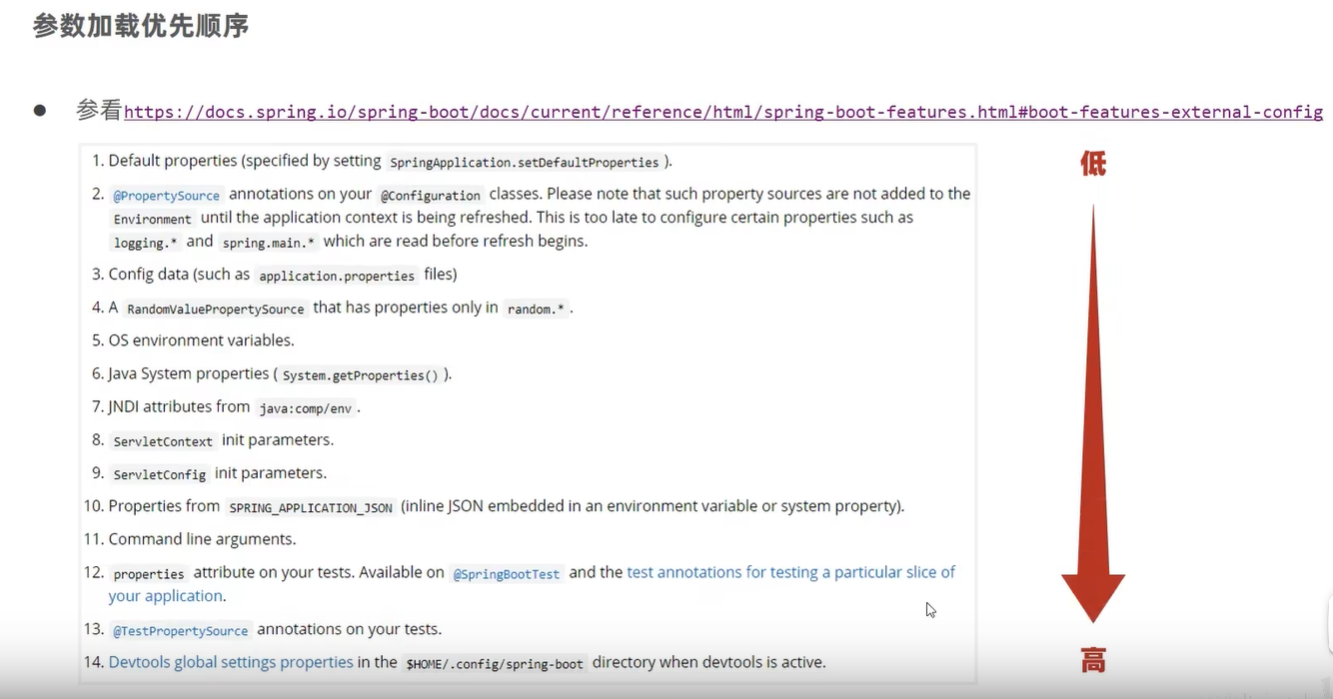 参数加载优先顺序
● 参看https://docs.spring.io/spring-boot/docs/current/reference/html/spring-boot-features.html#boot-features-external-config
1. Default properties (specified by setting SpringApplication.setDefaultProperties ).
2. @PropertySource annotations on your @Configuration classes. Please note that such property sources are not added to the
Environment until the application context is being refreshed. This is too late to configure certain properties such as
logging.* and spring.main.* which are read before refresh begins.
3. Config data (such as application.properties files)
4. A RandomValuePropertySource that has properties only in random.* .
5. OS environment variables.
6. Java System properties ( System.getProperties() ).
7. JNDI attributes from java:comp/env .
8. ServletContext init parameters.
9. ServletConfig init parameters.
10. Properties from SPRING_APPLICATION_JSON (inline JSON embedded in an environment variable or system property).
11. Command line arguments.
12. properties attribute on your tests. Available on @SpringBootTest and the test annotations for testing a particular slice of
your application.
13. @TestPropertySource annotations on your tests.
14. Devtools global settings properties in the $HOME/.config/spring-boot directory when devtools is active.
低
高